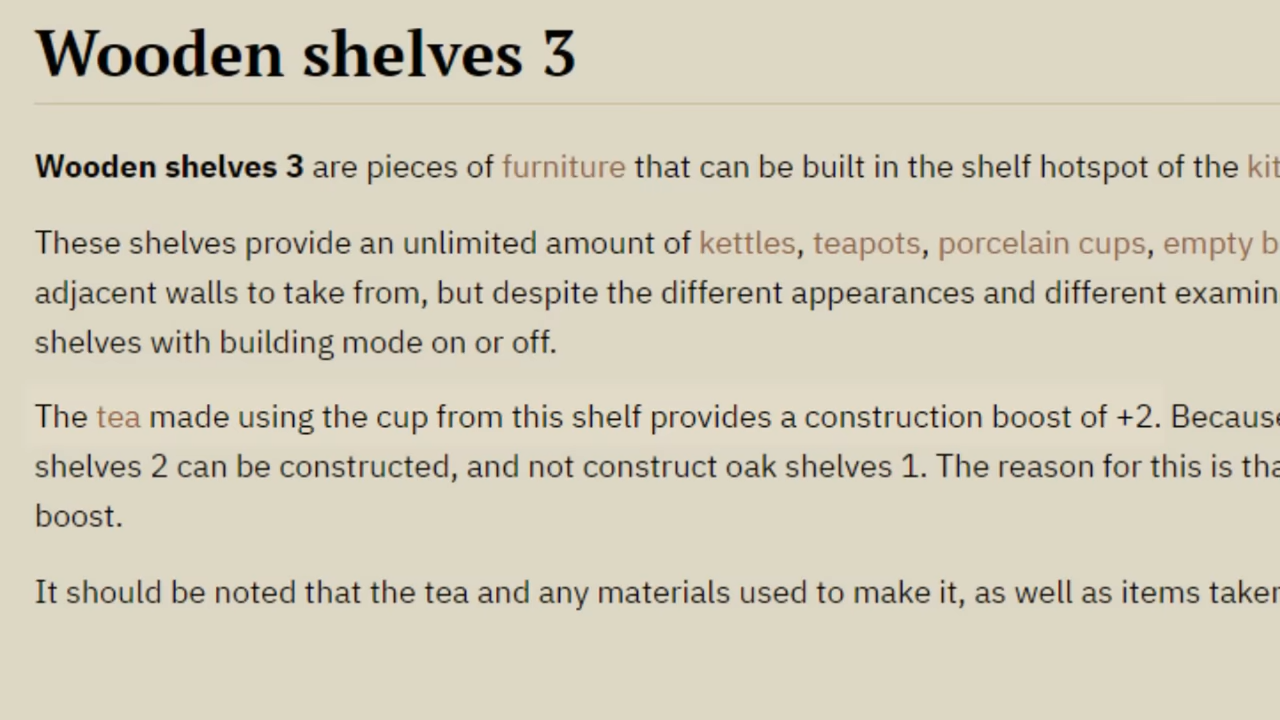 Wooden shelves 3
Wooden shelves 3 are pieces of furniture that can be built in the shelf hotspot of the
These shelves provide an unlimited amount of kettles, teapots, porcelain cups, empty
adjacent walls to take from, but despite the different appearances and different
shelves with building mode on or off.
The tea made using the cup from this shelf provides a construction boost of +2.
shelves 2 can be constructed, and not construct oak shelves 1. The reason for this is
boost.
It should be noted that the tea and any materials used to make it, as well as items